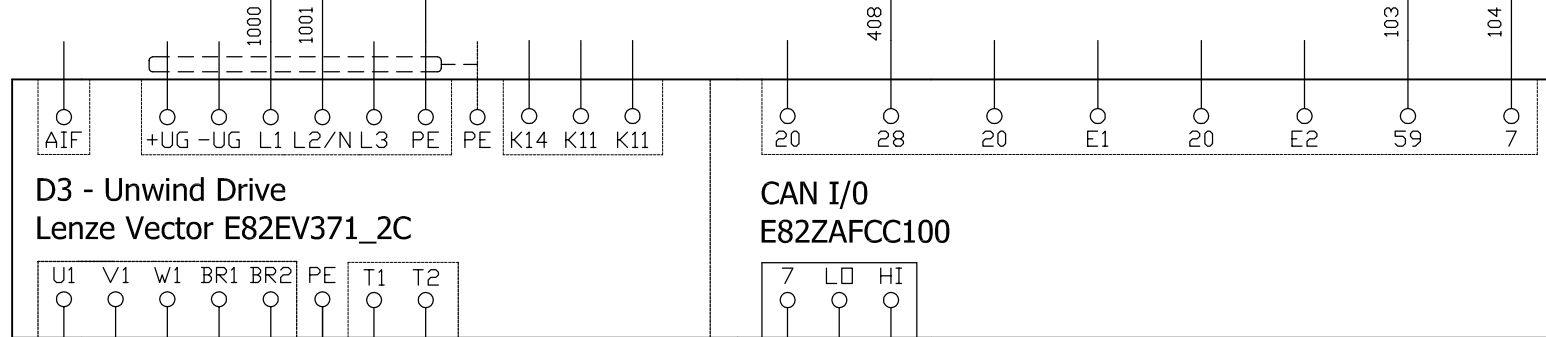 1000 1001 408 103 104
AIF +UG -UG L1 L2/N L3 PE PE K14 K11 K11 20 28 20 E1 20 E2 59 7
D3 - Unwind Drive
Lenze Vector E82EV371_2C
CAN I/0
E82ZAFCC100
U1 V1 W1 BR1 BR2 PE T1 T2 7 LO HI